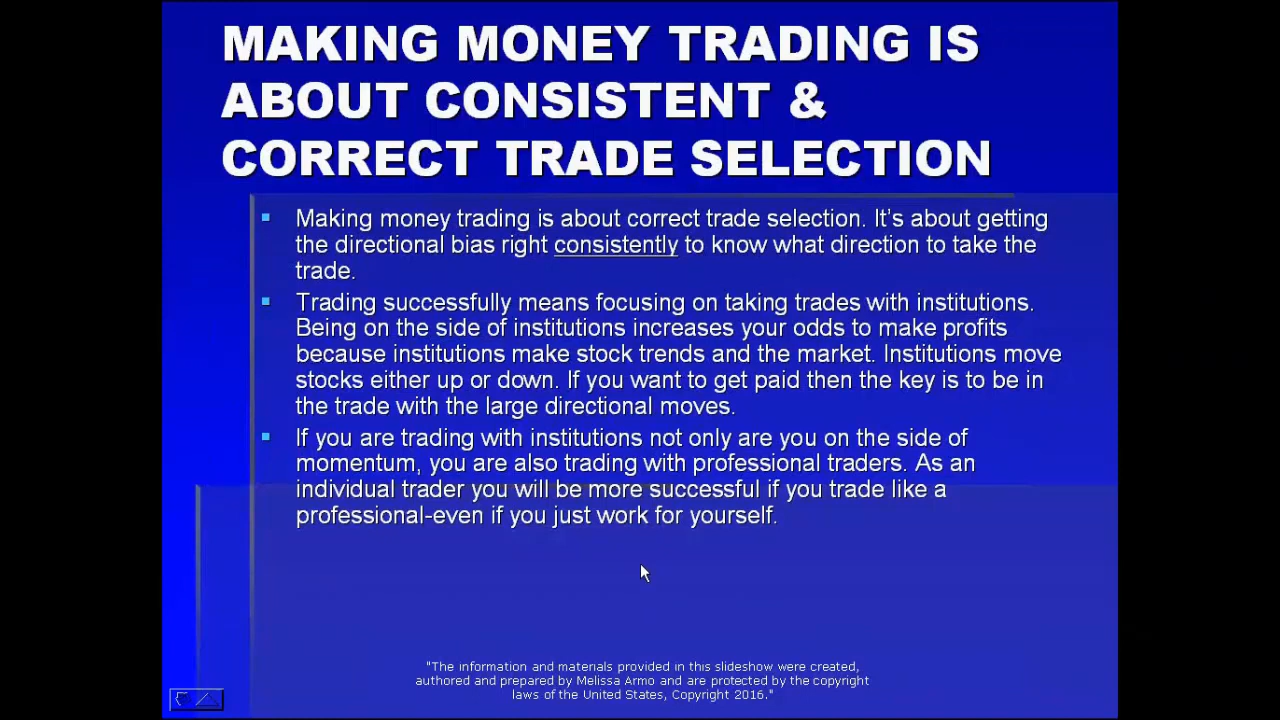 MAKING MONEY TRADING IS
ABOUT CONSISTENT &
CORRECT TRADE SELECTION
Making money trading is about correct trade selection. It's about getting
the directional bias right consistently to know what direction to take the
trade.
Trading successfully means focusing on taking trades with institutions.
Being on the side of institutions increases your odds to make profits
because institutions make stock trends and the market. Institutions move
stocks either up or down. If you want to get paid then the key is to be in
the trade with the large directional moves.
If you are trading with institutions not only are you on the side of
momentum, you are also trading with professional traders. As an
individual trader you will be more successful if you trade like a
professional-even if you just work for yourself.
"The information and materials provided in this slideshow were created,
authored and prepared by Melissa Armo and are protected by the copyright
laws of the United States, Copyright 2016."